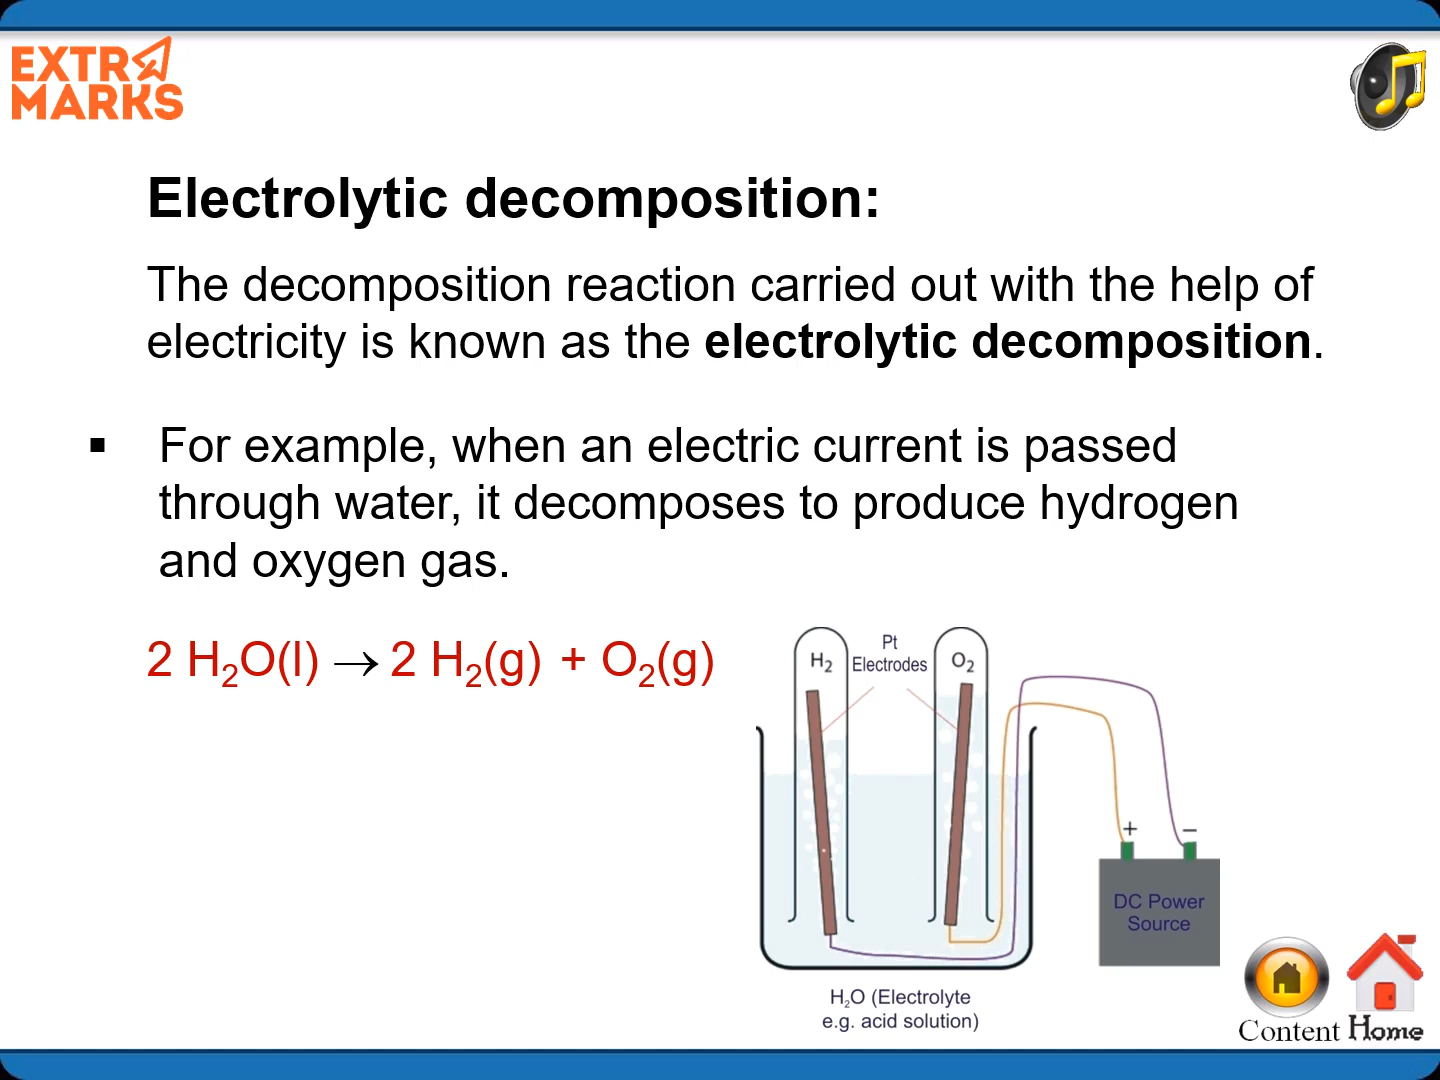 EXTRA
MARKS
Electrolytic decomposition:
The decomposition reaction carried out with the help of
electricity is known as the electrolytic decomposition.
▪ For example, when an electric current is passed
through water, it decomposes to produce hydrogen
and oxygen gas.
2 H₂O(l) → 2 H₂(g) + O₂(g)
H₂
Pt
Electrodes
O₂
+ −
DC Power
Source
H₂O (Electrolyte
e.g. acid solution)
Content Home